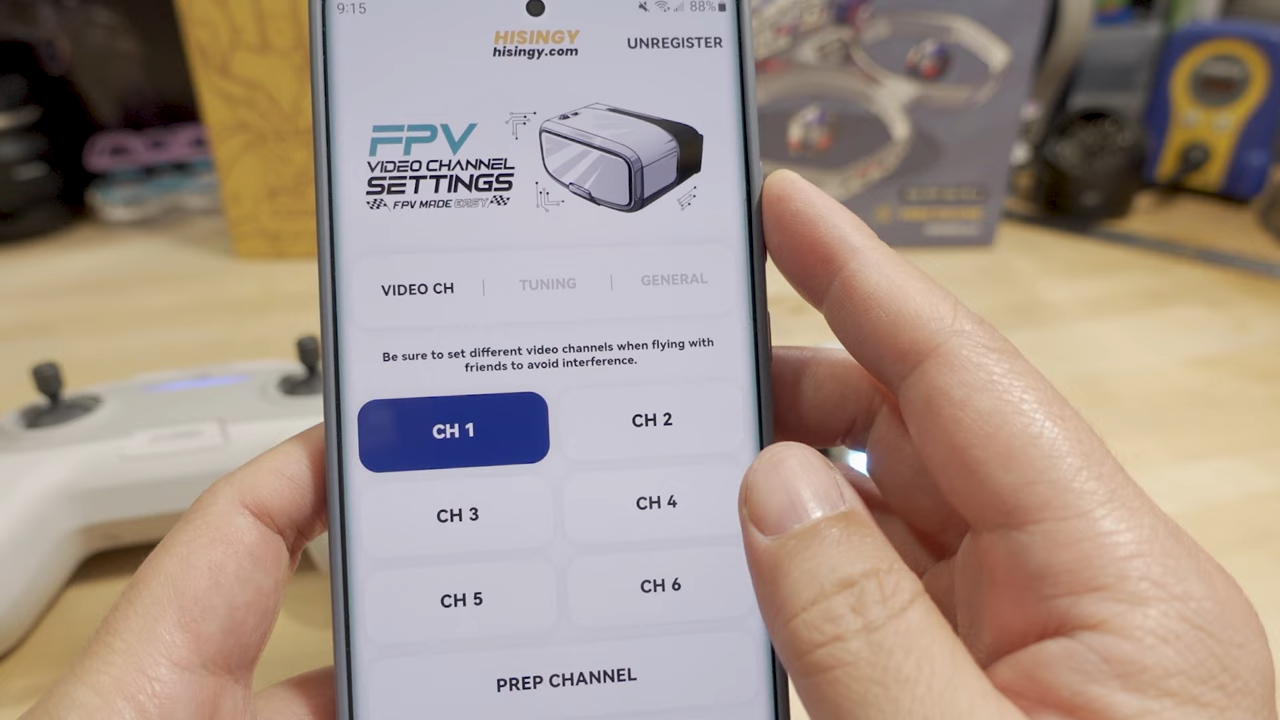 9:15
88%
HISINGY
hisingy.com
UNREGISTER
FPV
VIDEO CHANNEL
SETTINGS
FPV MADE EASY
VIDEO CH | TUNING | GENERAL
Be sure to set different video channels when flying with
friends to avoid interference.
CH 1
CH 2
CH 3
CH 4
CH 5
CH 6
PREP CHANNEL